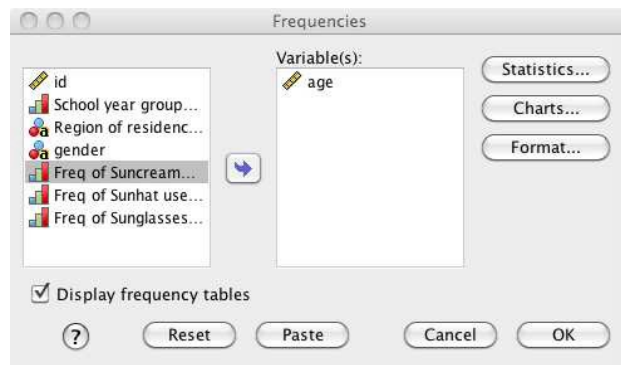 Frequencies
id
School year group...
Region of residenc...
gender
Freq of Suncream...
Freq of Sunhat use...
Freq of Sunglasses...
Variable(s):
age
Statistics...
Charts...
Format...
Display frequency tables
?
Reset
Paste
Cancel
OK